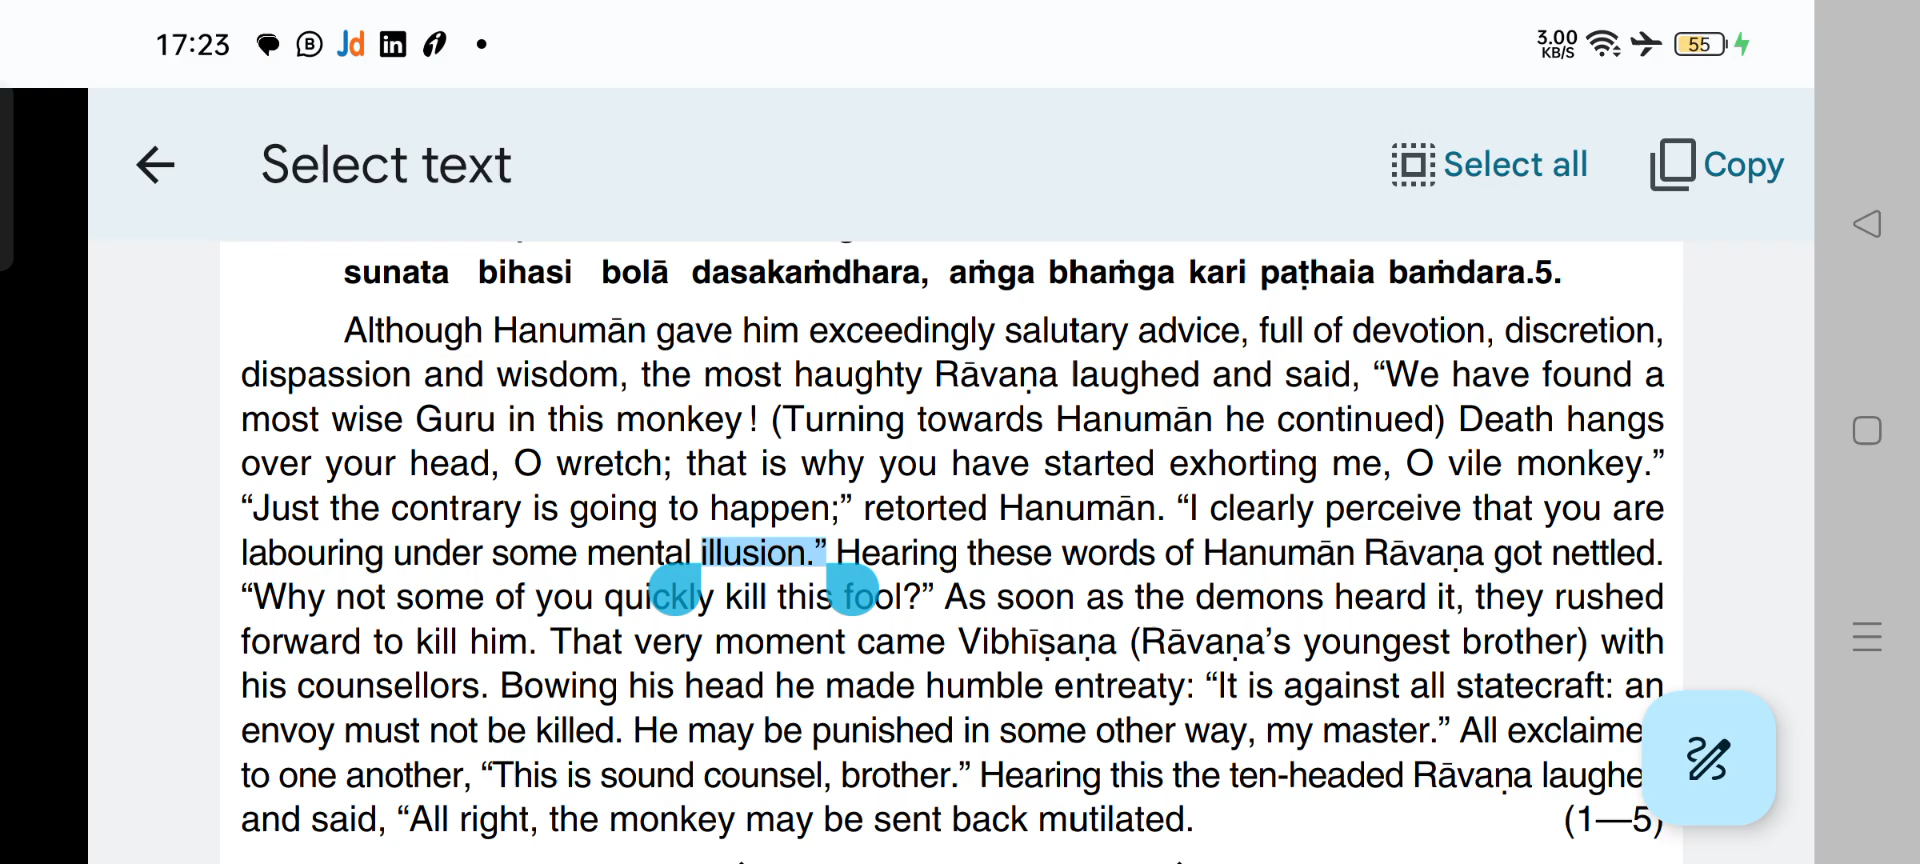 17:23 B Jd in 3.00 KB/S 55
Select text Select all Copy
sunata bihasi bolā dasakaṁdhara, aṁga bhaṁga kari paṭhaia baṁdara.5.
Although Hanumān gave him exceedingly salutary advice, full of devotion, discretion,
dispassion and wisdom, the most haughty Rāvaṇa laughed and said, “We have found a
most wise Guru in this monkey! (Turning towards Hanumān he continued) Death hangs
over your head, O wretch; that is why you have started exhorting me, O vile monkey.”
“Just the contrary is going to happen;” retorted Hanumān. “I clearly perceive that you are
labouring under some mental illusion.” Hearing these words of Hanumān Rāvaṇa got nettled.
“Why not some of you quickly kill this fool?” As soon as the demons heard it, they rushed
forward to kill him. That very moment came Vibhīṣaṇa (Rāvaṇa’s youngest brother) with
his counsellors. Bowing his head he made humble entreaty: “It is against all statecraft: an
envoy must not be killed. He may be punished in some other way, my master.” All exclaime
to one another, “This is sound counsel, brother.” Hearing this the ten-headed Rāvaṇa laughe
and said, “All right, the monkey may be sent back mutilated. (1—5)